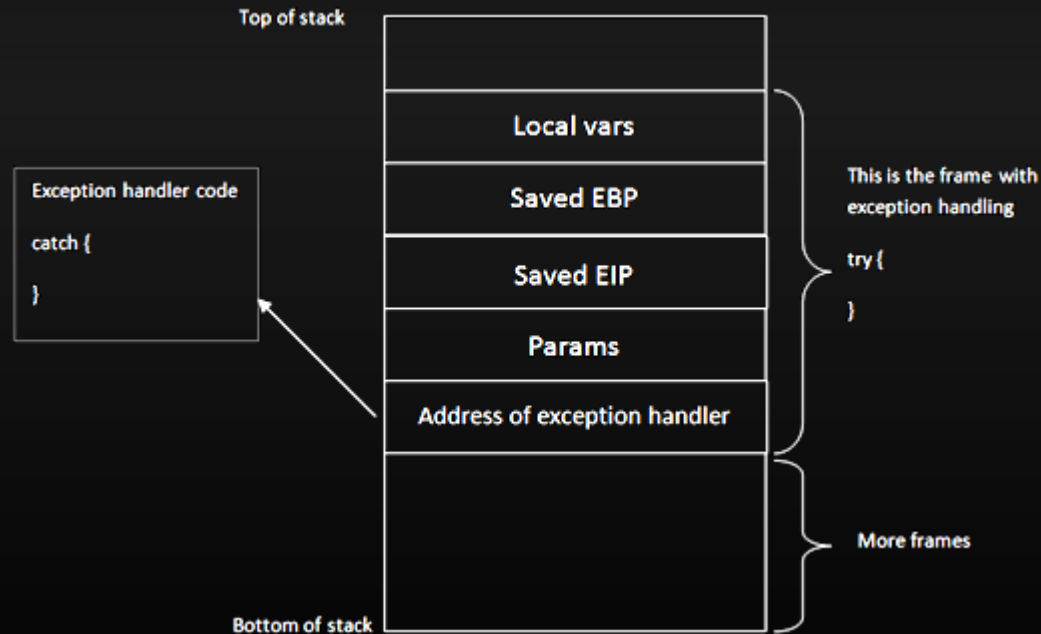 Top of stack
Local vars
Saved EBP
Saved EIP
Params
Address of exception handler
Exception handler code
catch {
}
This is the frame with
exception handling
try {
}
More frames
Bottom of stack